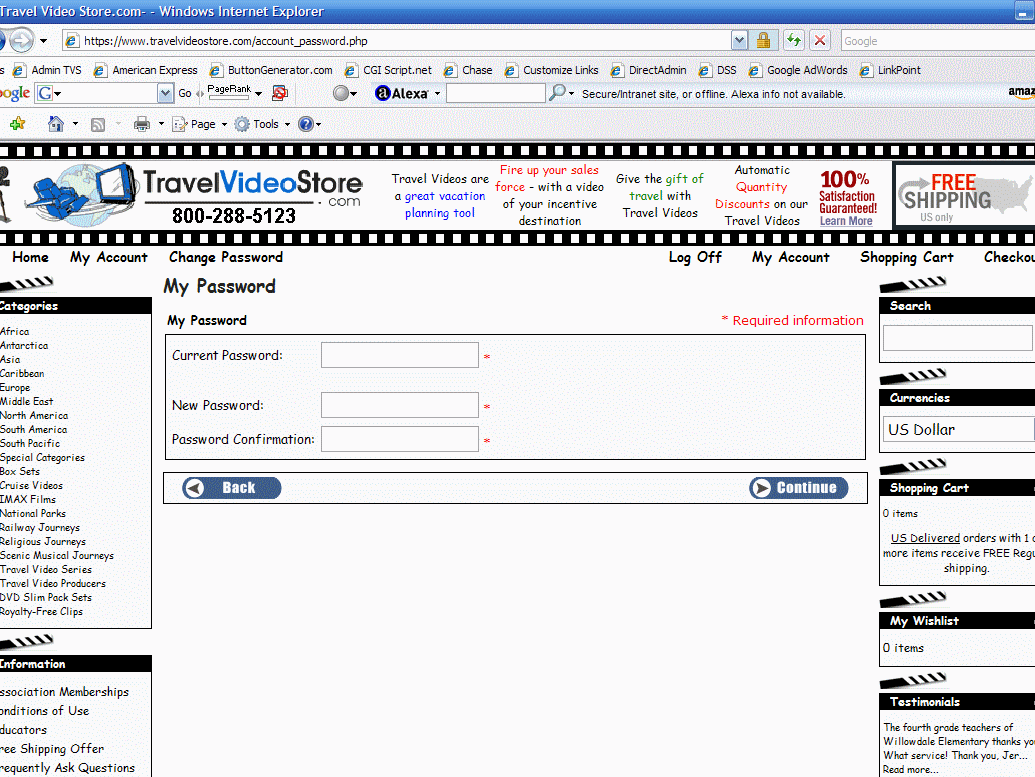 Travel Video Store.com- - Windows Internet Explorer
https://www.travelvideostore.com/account_password.php
Google
Admin TVS American Express ButtonGenerator.com CGI Script.net Chase Customize Links DirectAdmin DSS Google AdWords LinkPoint
oogle G Go PageRank Alexa Secure/Intranet site, or offline. Alexa info not available. amaz
Page Tools
TravelVideoStore.com
800-288-5123
Travel Videos are
a great vacation
planning tool
Fire up your sales
force - with a video
of your incentive
destination
Give the gift of
travel with
Travel Videos
Automatic
Quantity
Discounts on our
Travel Videos
100%
Satisfaction
Guaranteed!
Learn More
FREE
SHIPPING
US only
Home My Account Change Password Log Off My Account Shopping Cart Checkou
Categories
Africa
Antarctica
Asia
Caribbean
Europe
Middle East
North America
South America
South Pacific
Special Categories
Box Sets
Cruise Videos
IMAX Films
National Parks
Railway Journeys
Religious Journeys
Scenic Musical Journeys
Travel Video Series
Travel Video Producers
DVD Slim Pack Sets
Royalty-Free Clips
Information
ssociation Memberships
onditions of Use
ducators
ree Shipping Offer
requently Ask Questions
My Password
My Password * Required information
Current Password: *
New Password: *
Password Confirmation: *
Back Continue
Search
Currencies
US Dollar
Shopping Cart
0 items
US Delivered orders with 1 o
more items receive FREE Regu
shipping.
My Wishlist
0 items
Testimonials
The fourth grade teachers of
Willowdale Elementary thanks yo
What service! Thank you, Jer...
Read more...